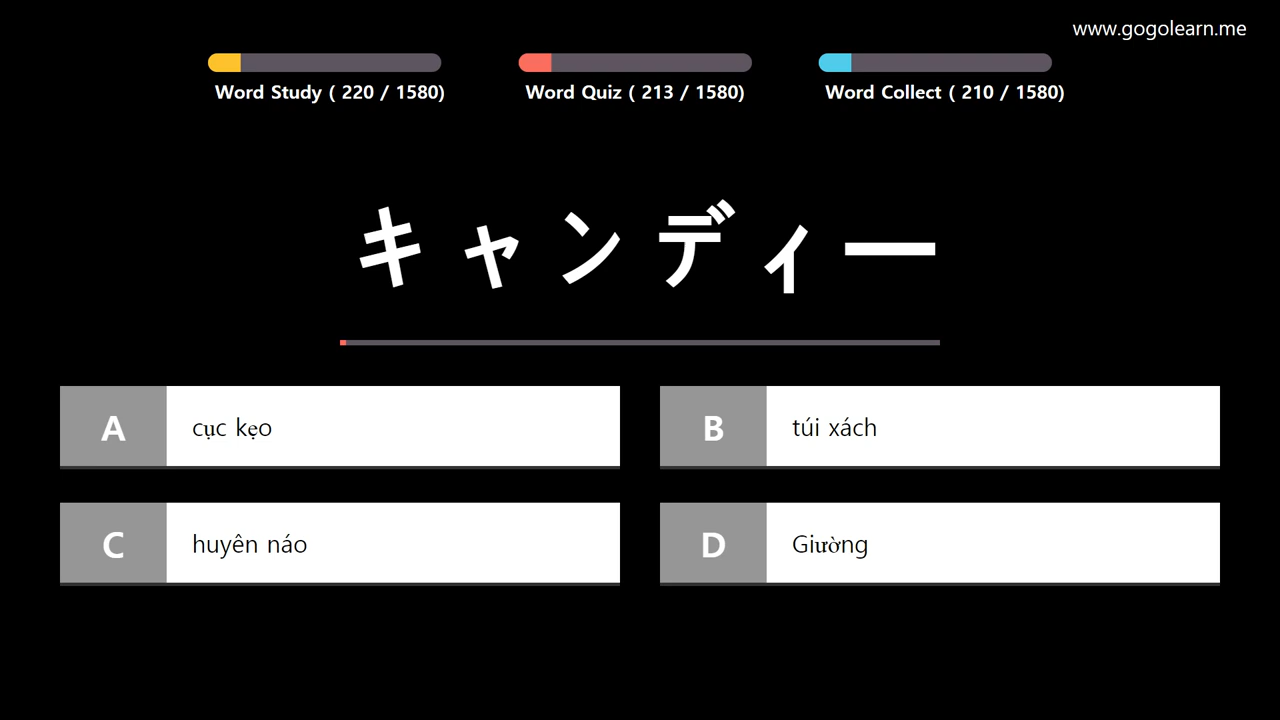 www.gogolearn.me
Word Study ( 220 / 1580)
Word Quiz ( 213 / 1580)
Word Collect ( 210 / 1580)
キャンディー
A cục kẹo
B túi xách
C huyên náo
D Giường